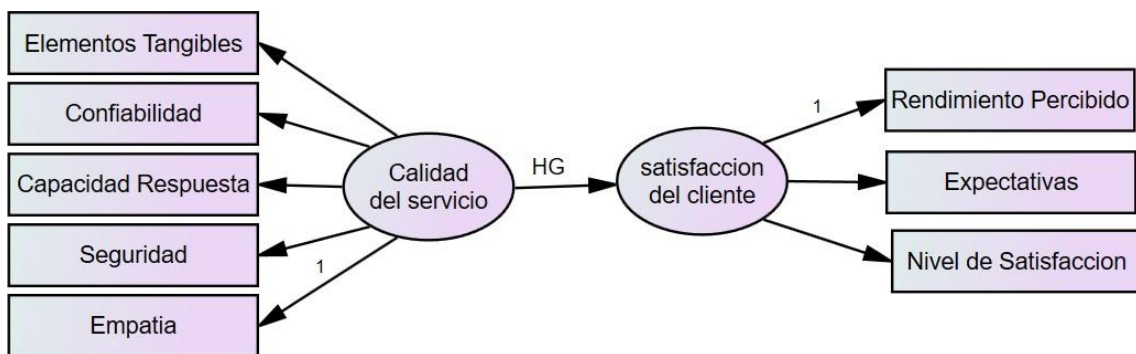 Elementos Tangibles
Confiabilidad
Capacidad Respuesta
Seguridad
1
Empatia
Calidad
del servicio
HG
satisfaccion
del cliente
1
Rendimiento Percibido
Expectativas
Nivel de Satisfaccion